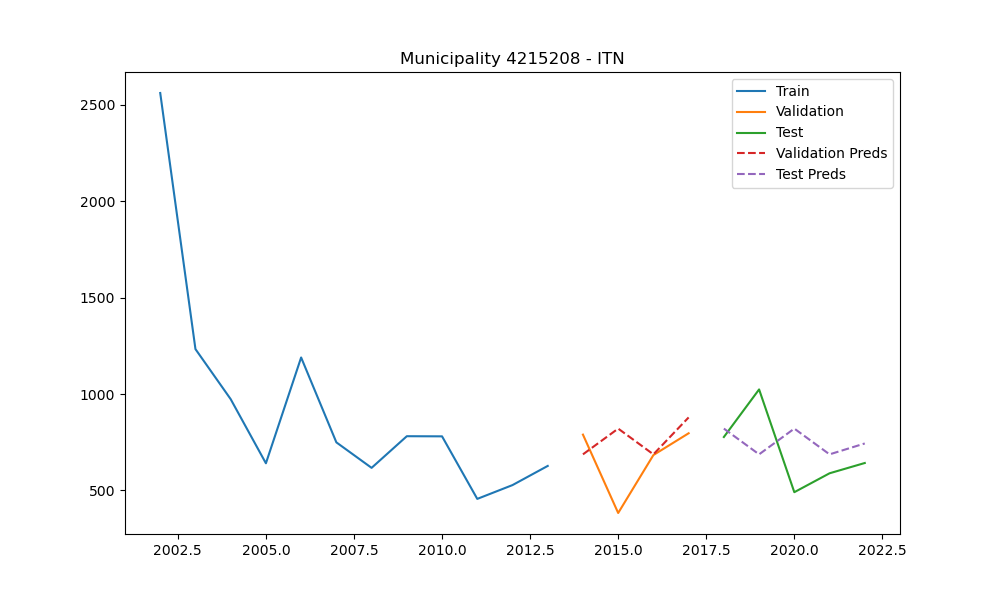 Municipality 4215208 - ITN
Train
Validation
Test
Validation Preds
Test Preds
2500
2000
1500
1000
500
2002.5 2005.0 2007.5 2010.0 2012.5 2015.0 2017.5 2020.0 2022.5